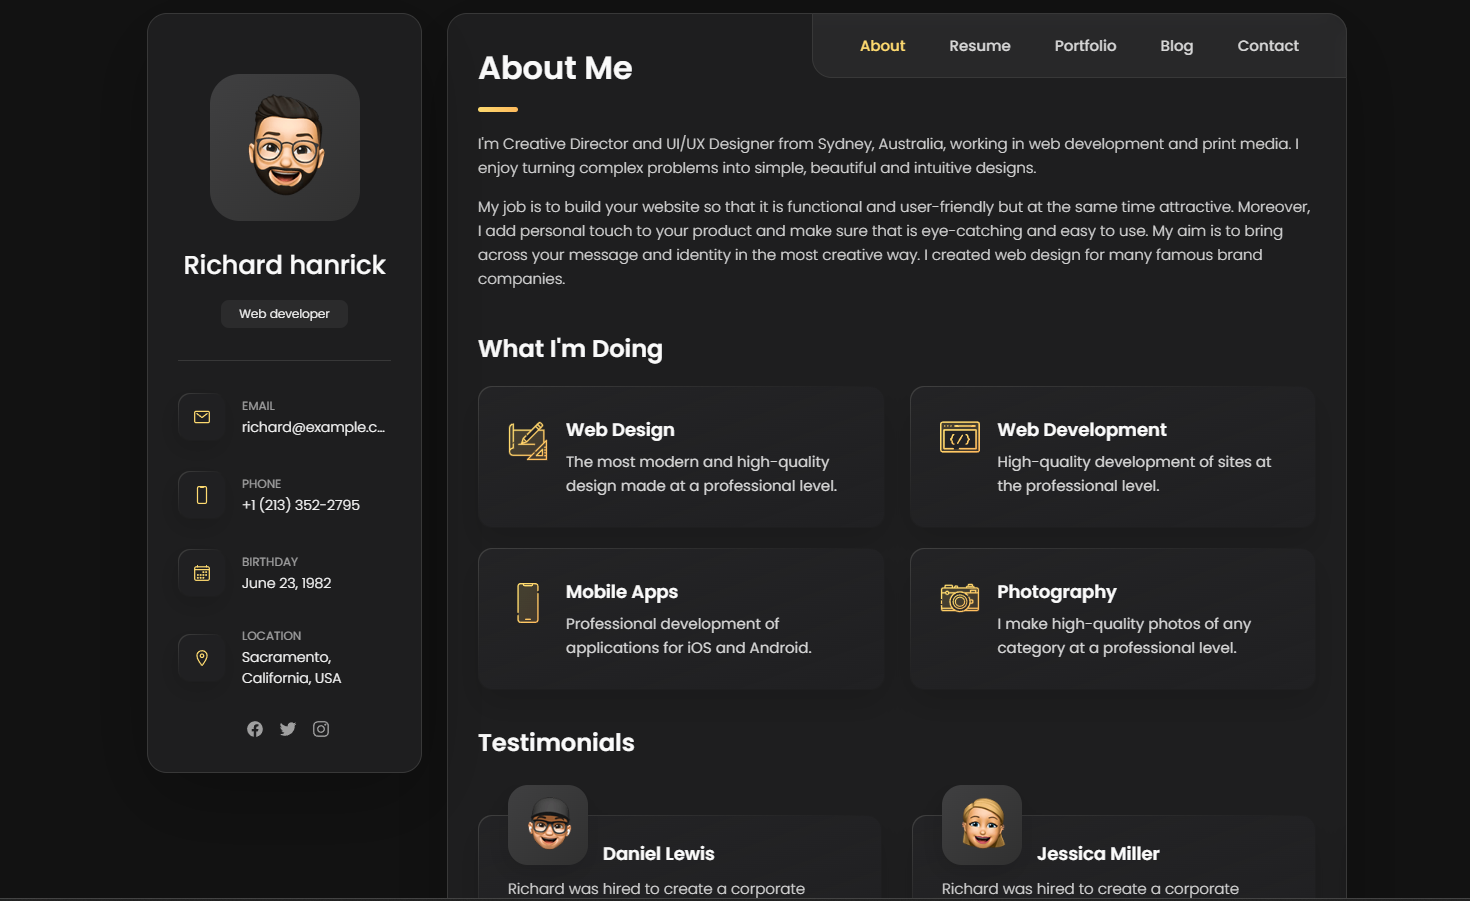 Richard hanrick
Web developer
EMAIL
richard@example.c...
PHONE
+1 (213) 352-2795
BIRTHDAY
June 23, 1982
LOCATION
Sacramento,
California, USA
About
Resume
Portfolio
Blog
Contact
About Me
I'm Creative Director and UI/UX Designer from Sydney, Australia, working in web development and print media. I
enjoy turning complex problems into simple, beautiful and intuitive designs.
My job is to build your website so that it is functional and user-friendly but at the same time attractive. Moreover,
I add personal touch to your product and make sure that is eye-catching and easy to use. My aim is to bring
across your message and identity in the most creative way. I created web design for many famous brand
companies.
What I'm Doing
Web Design
The most modern and high-quality
design made at a professional level.
Web Development
High-quality development of sites at
the professional level.
Mobile Apps
Professional development of
applications for iOS and Android.
Photography
I make high-quality photos of any
category at a professional level.
Testimonials
Daniel Lewis
Richard was hired to create a corporate
Jessica Miller
Richard was hired to create a corporate